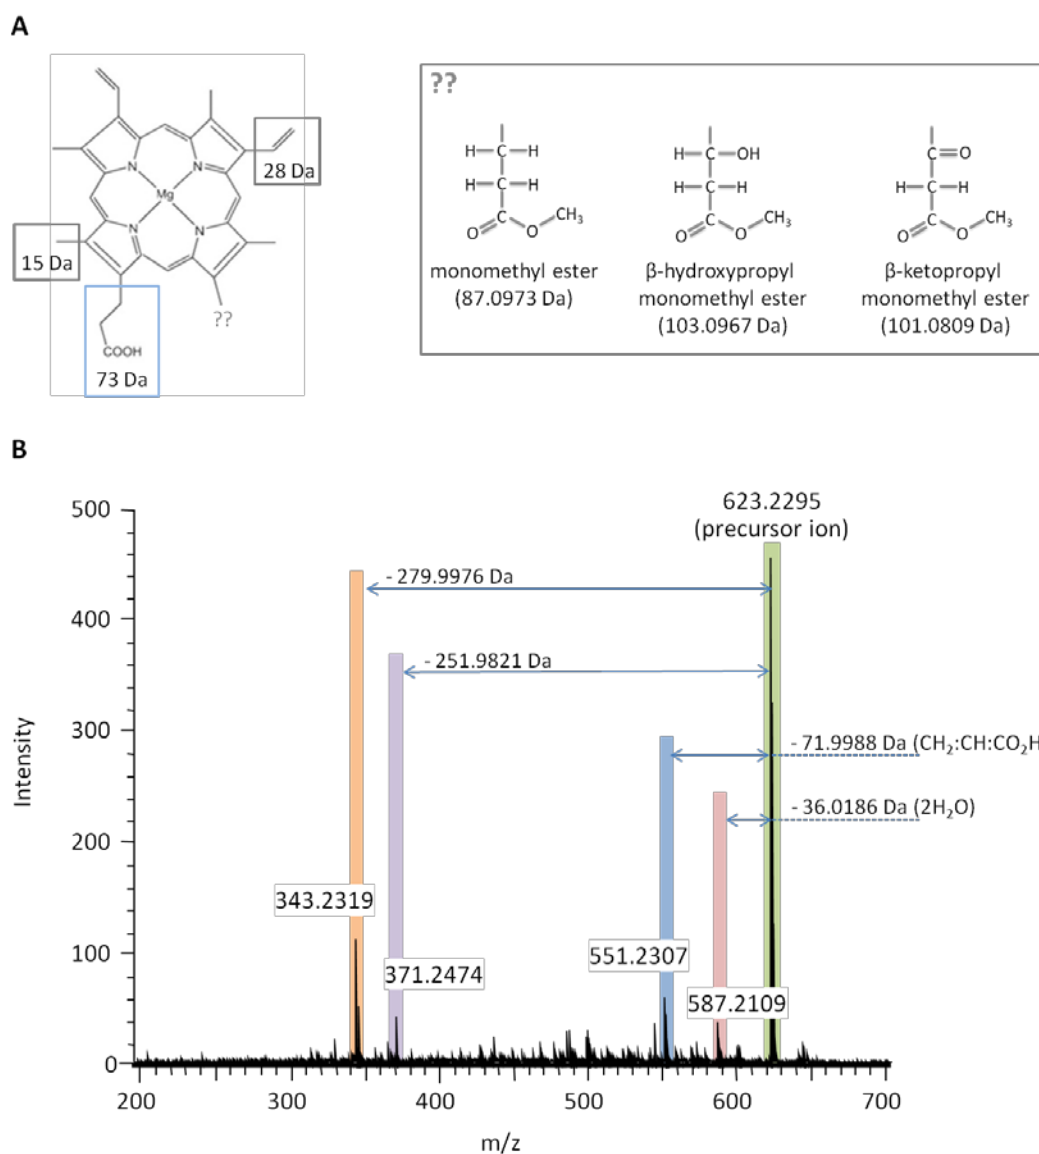 A
N
N
N
N
Mg
28 Da
15 Da
COOH
73 Da
??
??
H C H
H C H
O C O CH₃
monomethyl ester
(87.0973 Da)
H C OH
H C H
O C O CH₃
β-hydroxypropyl
monomethyl ester
(103.0967 Da)
C O
H C H
O C O CH₃
β-ketopropyl
monomethyl ester
(101.0809 Da)
B
623.2295
(precursor ion)
- 279.9976 Da
- 251.9821 Da
- 71.9988 Da (CH₂:CH:CO₂H
- 36.0186 Da (2H₂O)
343.2319
371.2474
551.2307
587.2109
Intensity
500
400
300
200
100
0
200
300
400
500
600
700
m/z